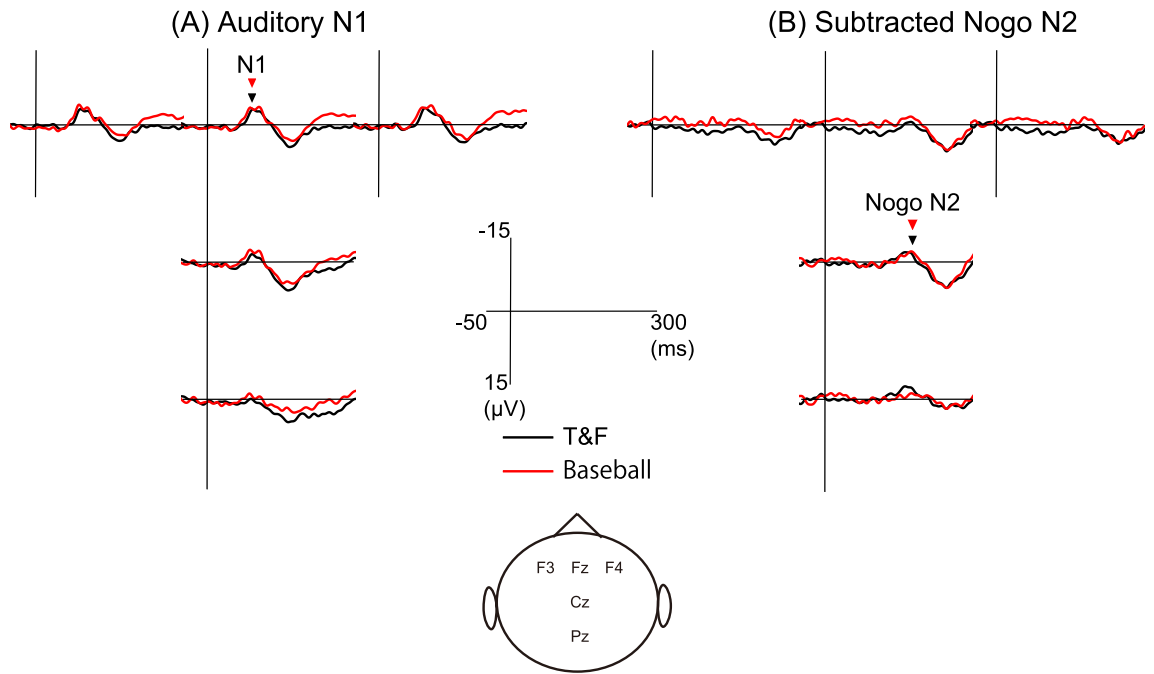 (A) Auditory N1
(B) Subtracted Nogo N2
N1
Nogo N2
-15
-50
300
(ms)
15
(μV)
T&F
Baseball
F3 Fz F4
Cz
Pz